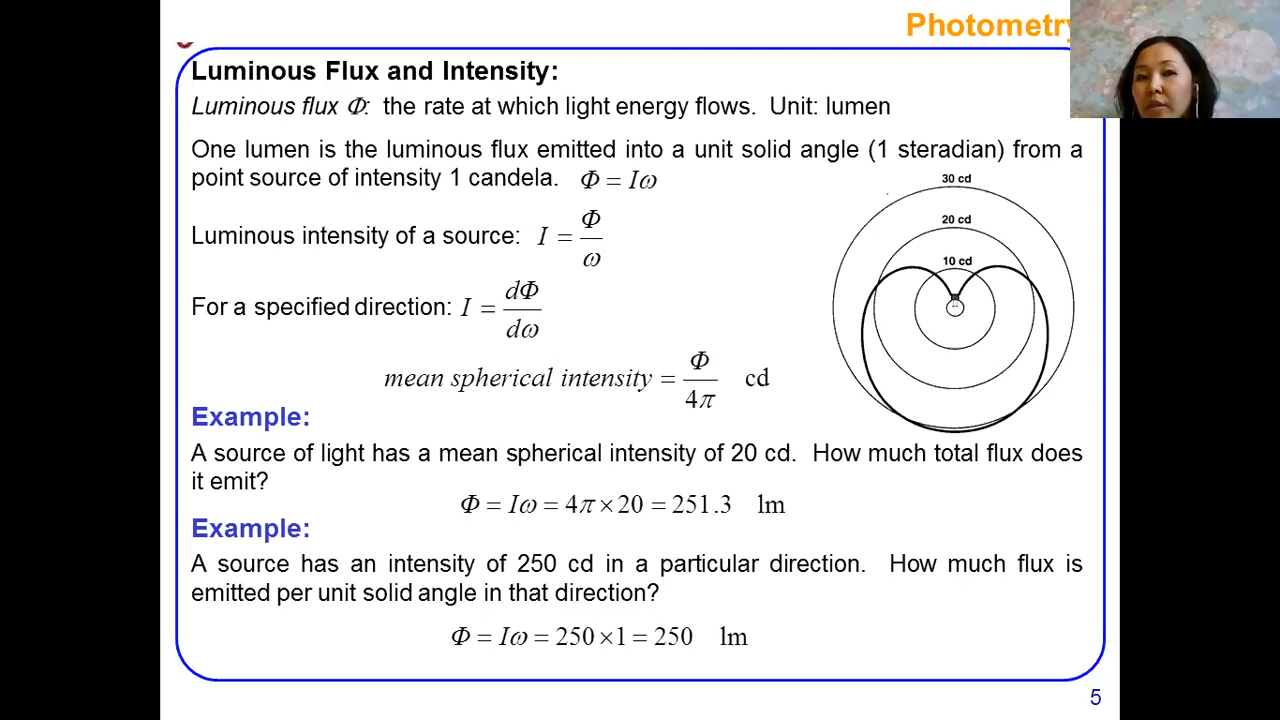 Photometry
Luminous Flux and Intensity:
Luminous flux Φ: the rate at which light energy flows. Unit: lumen
One lumen is the luminous flux emitted into a unit solid angle (1 steradian) from a
point source of intensity 1 candela. Φ = Iω
30 cd
20 cd
10 cd
Luminous intensity of a source: I = Φ/ω
For a specified direction: I = dΦ/dω
mean spherical intensity = Φ/4π cd
Example:
A source of light has a mean spherical intensity of 20 cd. How much total flux does
it emit?
Φ = Iω = 4π × 20 = 251.3 lm
Example:
A source has an intensity of 250 cd in a particular direction. How much flux is
emitted per unit solid angle in that direction?
Φ = Iω = 250 × 1 = 250 lm
5